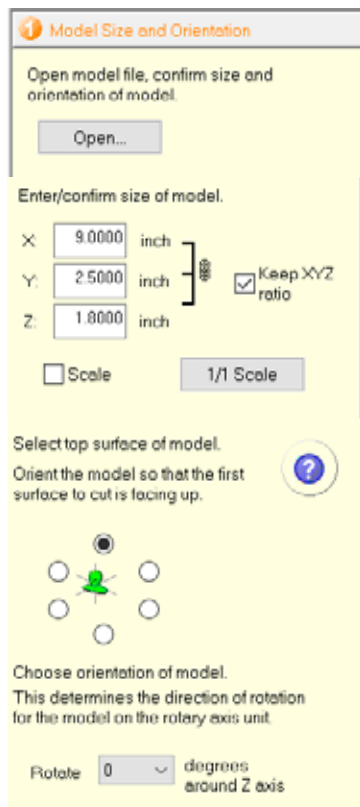 1 Model Size and Orientation
Open model file, confirm size and
orientation of model.
Open...
Enter/confirm size of model.
X: 9.0000 inch
Y: 2.5000 inch
Keep XYZ
ratio
Z: 1.8000 inch
Scale 1/1 Scale
Select top surface of model.
Orient the model so that the first
surface to cut is facing up.
?
Choose orientation of model.
This determines the direction of rotation
for the model on the rotary axis unit
Rotate 0 degrees
around Z axis